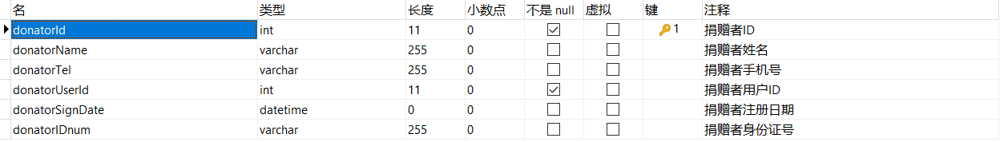 名 类型 长度 小数点 不是 null 虚拟 键 注释
donatorId int 11 0 1 捐赠者ID
donatorName varchar 255 0 捐赠者姓名
donatorTel varchar 255 0 捐赠者手机号
donatorUserId int 11 0 捐赠者用户ID
donatorSignDate datetime 0 0 捐赠者注册日期
donatorIDnum varchar 255 0 捐赠者身份证号